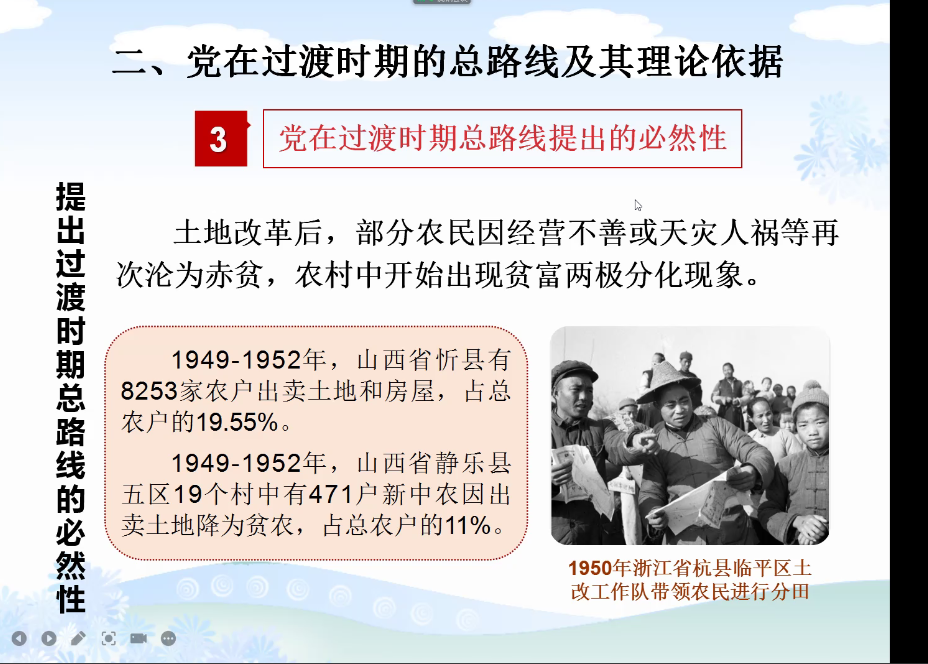 二、党在过渡时期的总路线及其理论依据
3
党在过渡时期总路线提出的必然性
提出过渡时期总路线的必然性
土地改革后，部分农民因经营不善或天灾人祸等再
次沦为赤贫，农村中开始出现贫富两极分化现象。
1949-1952年，山西省忻县有
8253家农户出卖土地和房屋，占总
农户的19.55%。
1949-1952年，山西省静乐县
五区19个村中有471户新中农因出
卖土地降为贫农，占总农户的11%。
1950年浙江省杭县临平区土
改工作队带领农民进行分田